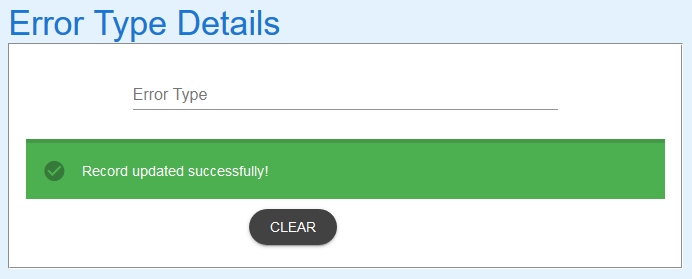 Error Type Details
Error Type
Record updated successfully!
CLEAR